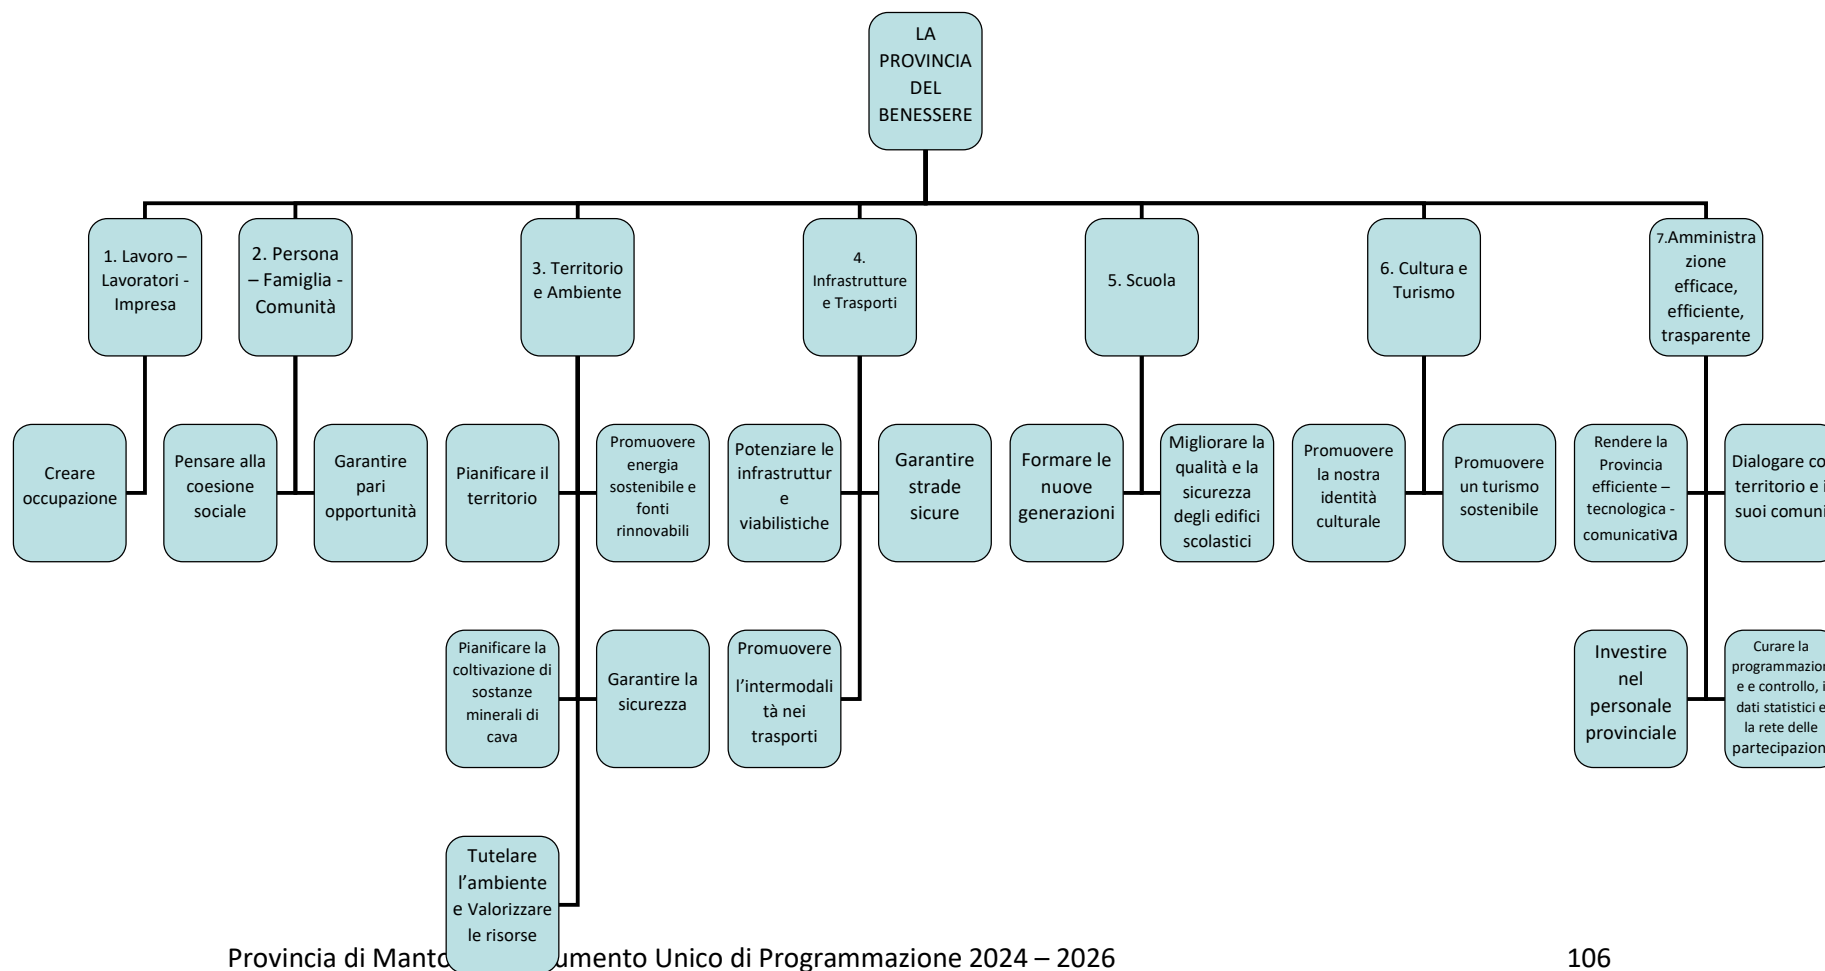 LA
PROVINCIA
DEL
BENESSERE
1. Lavoro –
Lavoratori -
Impresa
2. Persona
– Famiglia -
Comunità
3. Territorio
e Ambiente
4.
Infrastrutture
e Trasporti
5. Scuola
6. Cultura e
Turismo
7.Amministra
zione
efficace,
efficiente,
trasparente
Creare
occupazione
Pensare alla
coesione
sociale
Garantire
pari
opportunità
Pianificare il
territorio
Promuovere
energia
sostenibile e
fonti
rinnovabili
Potenziare le
infrastruttur
e
viabilistiche
Garantire
strade
sicure
Formare le
nuove
generazioni
Migliorare la
qualità e la
sicurezza
degli edifici
scolastici
Promuovere
la nostra
identità
culturale
Promuovere
un turismo
sostenibile
Rendere la
Provincia
efficiente –
tecnologica -
comunicativa
Dialogare co
territorio e i
suoi comuni
Pianificare la
coltivazione di
sostanze
minerali di
cava
Garantire la
sicurezza
Promuovere
l’intermodali
tà nei
trasporti
Investire
nel
personale
provinciale
Curare la
programmazion
e e controllo, i
dati statistici e
la rete delle
partecipazion
Tutelare
l’ambiente
e Valorizzare
le risorse
Provincia di Manto umento Unico di Programmazione 2024 – 2026
106